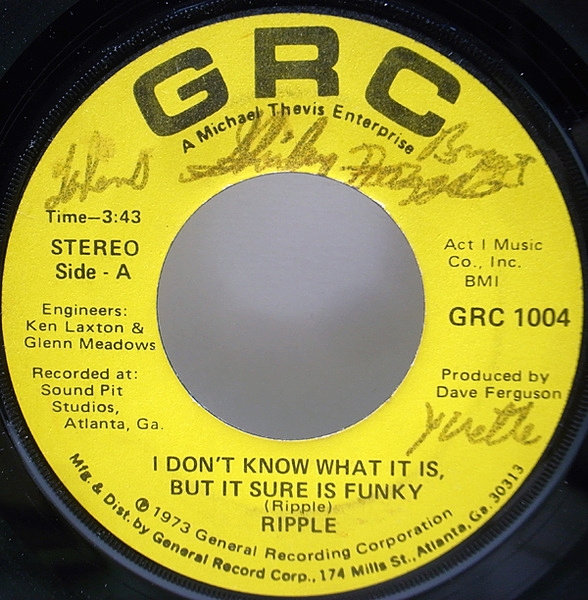 GRC
A Michael Thevis Enterprise
Shirley
Time—3:43
STEREO
Side - A
Act I Music
Co., Inc.
BMI
GRC 1004
Engineers:
Ken Laxton &
Glenn Meadows
Recorded at:
Sound Pit
Studios,
Atlanta, Ga.
Produced by
Dave Ferguson
Yvette
I DON'T KNOW WHAT IT IS,
BUT IT SURE IS FUNKY
(Ripple)
RIPPLE
℗ 1973 General Recording Corporation
Mfg. & Dist. by General Record Corp., 174 Mills St., Atlanta, Ga. 30313